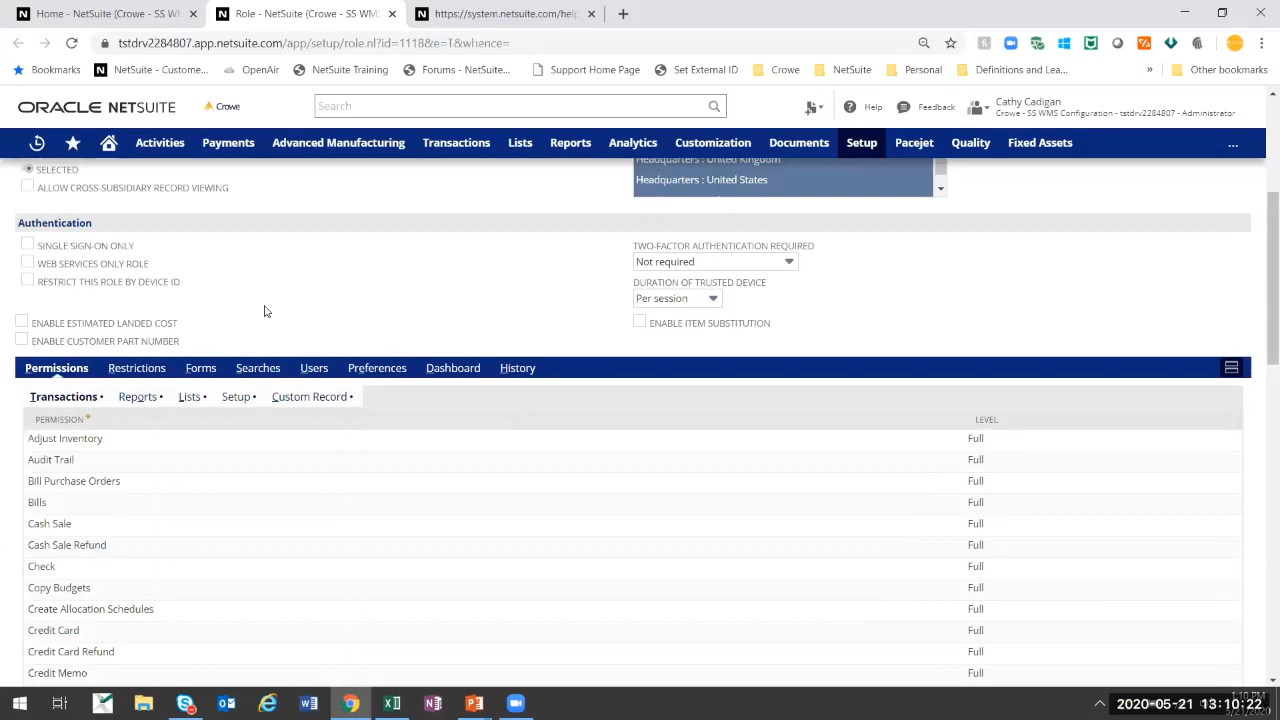 Home - NetSuite (Crowe - SS WM
Role - NetSuite (Crowe - SS WMS
https://system.netsuite.com/help
tstdrv2284807.app.netsuite.com/app/setup/role.nl?id=1118&e=T&whence=
Bookmarks
NetSuite - Custome...
OpenAir
NetSuite Training
Forums - NetSuite...
Support Home Page
Set External ID
Crowe
NetSuite
Personal
Definitions and Lea...
»
Other bookmarks
ORACLE NETSUITE
Crowe
Search
Help
Feedback
Cathy Cadigan
Crowe - SS WMS Configuration - tstdrv2284807 - Administrator
Activities
Payments
Advanced Manufacturing
Transactions
Lists
Reports
Analytics
Customization
Documents
Setup
Pacejet
Quality
Fixed Assets
...
SELECTED
ALLOW CROSS-SUBSIDIARY RECORD VIEWING
Headquarters : United Kingdom
Headquarters : United States
Authentication
SINGLE SIGN-ON ONLY
WEB SERVICES ONLY ROLE
RESTRICT THIS ROLE BY DEVICE ID
TWO-FACTOR AUTHENTICATION REQUIRED
Not required
DURATION OF TRUSTED DEVICE
Per session
ENABLE ESTIMATED LANDED COST
ENABLE CUSTOMER PART NUMBER
ENABLE ITEM SUBSTITUTION
Permissions
Restrictions
Forms
Searches
Users
Preferences
Dashboard
History
Transactions •
Reports •
Lists •
Setup •
Custom Record •
PERMISSION *
LEVEL
Adjust Inventory
Full
Audit Trail
Full
Bill Purchase Orders
Full
Bills
Full
Cash Sale
Full
Cash Sale Refund
Full
Check
Full
Copy Budgets
Full
Create Allocation Schedules
Full
Credit Card
Full
Credit Card Refund
Full
Credit Memo
Full
1:10 PM
2020-05-21 13:10:22
5/21/2020